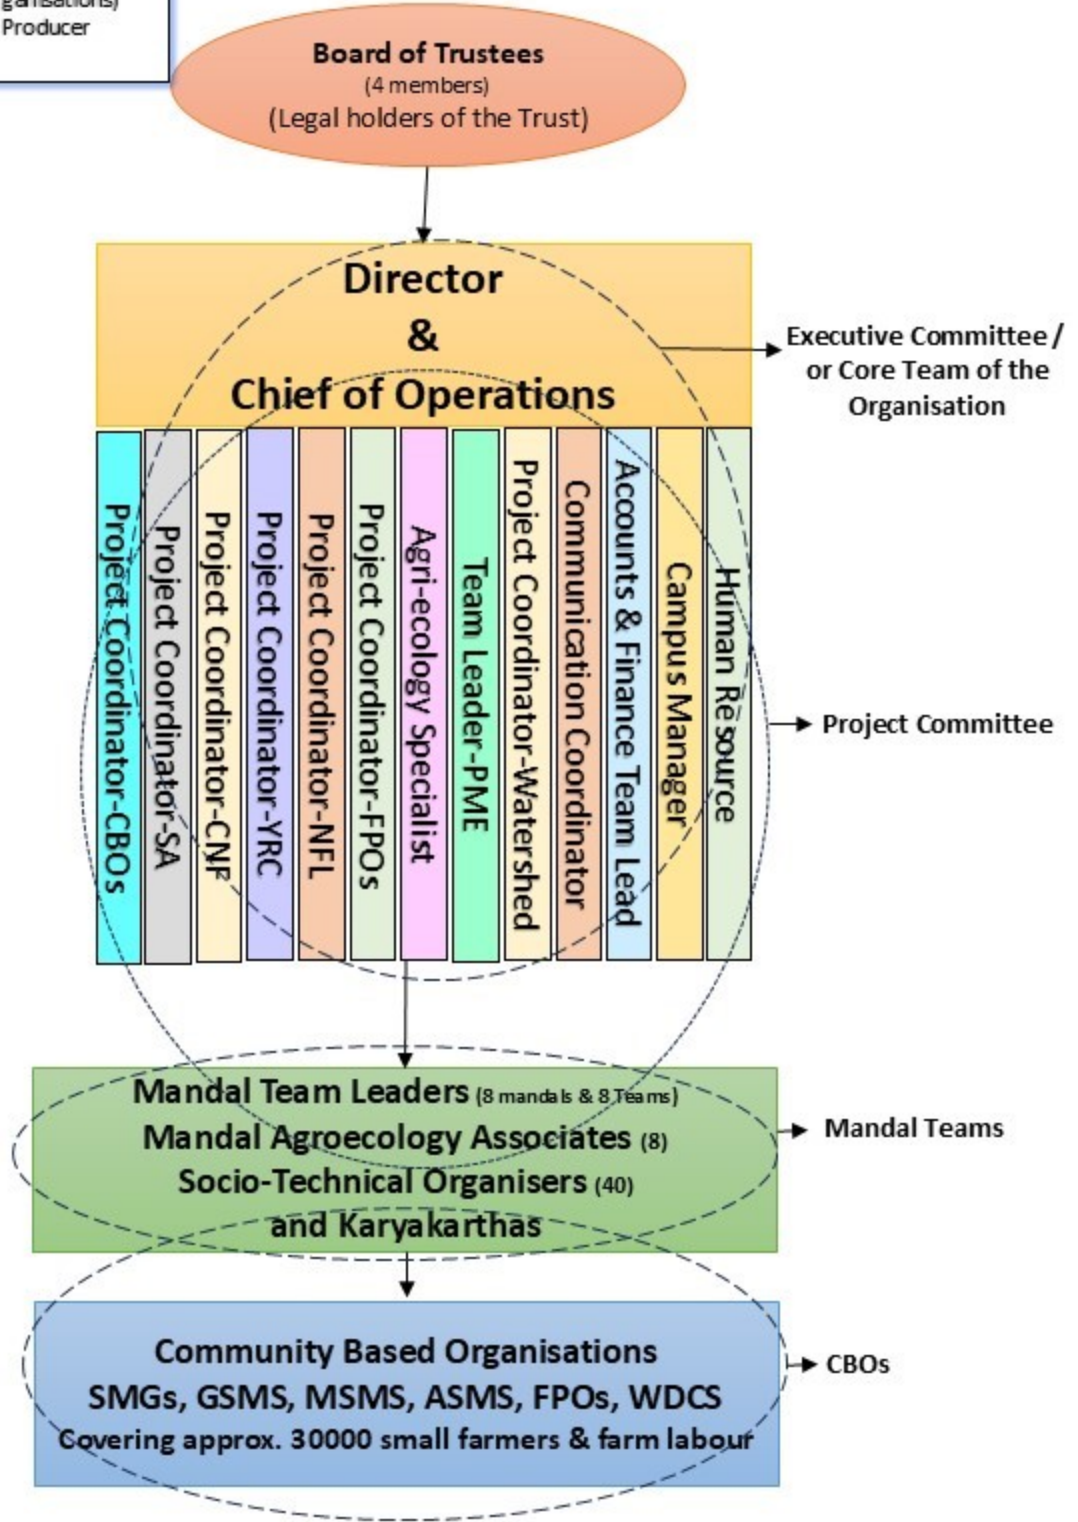 Producer
Board of Trustees
(4 members)
(Legal holders of the Trust)
Director
&
Chief of Operations
Executive Committee /
or Core Team of the
Organisation
Project Coordinator-CBOs
Project Coordinator-SA
Project Coordinator-CNF
Project Coordinator-YRC
Project Coordinator-NFL
Project Coordinator-FPOs
Agri-ecology Specialist
Team Leader-PME
Project Coordinator-Watershed
Communication Coordinator
Accounts & Finance Team Lead
Campus Manager
Human Resource
Project Committee
Mandal Team Leaders (8 mandals & 8 Teams)
Mandal Agroecology Associates (8)
Socio-Technical Organisers (40)
and Karyakarthas
Mandal Teams
Community Based Organisations
SMGs, GSMS, MSMS, ASMS, FPOs, WDCS
Covering approx. 30000 small farmers & farm labour
CBOs